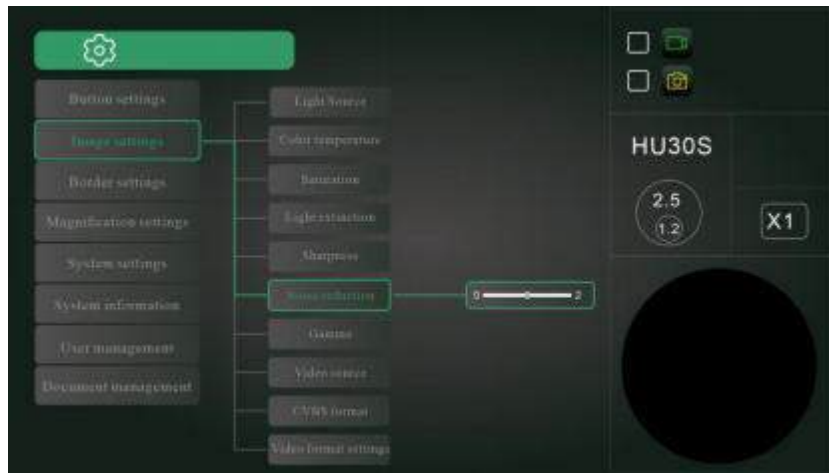 Button settings
Image settings
Border settings
Magnification settings
System settings
System information
User management
Document management
Light Source
Color temperature
Saturation
Light extinction
Sharpness
Noise reduction
Gamma
Video source
CVBS format
Video format settings
0 2
HU30S
2.5
1.2
X1